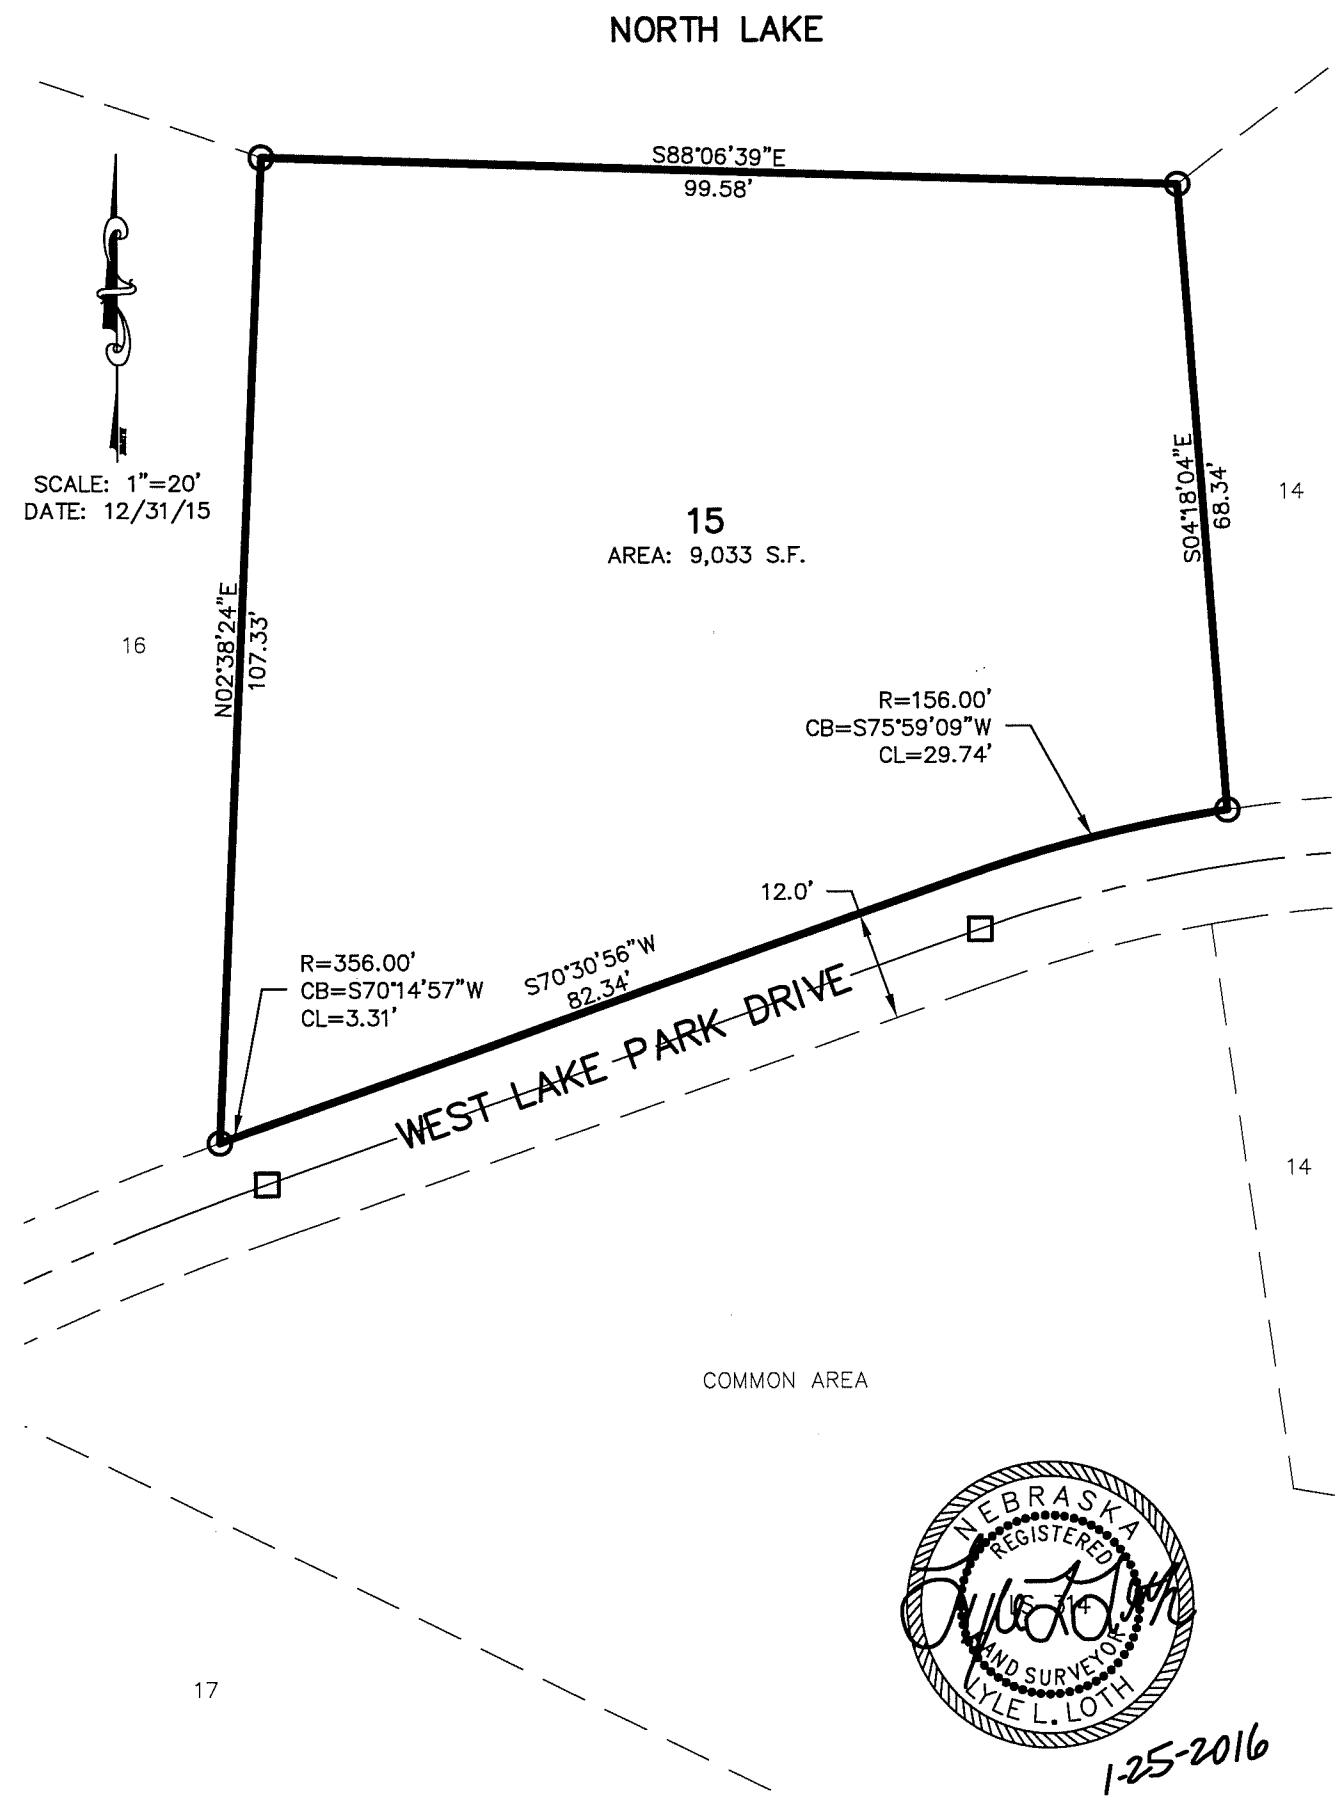 NORTH LAKE
S88°06'39"E
99.58'
SCALE: 1"=20'
DATE: 12/31/15
S04°18'04"E
68.34'
14
15
AREA: 9,033 S.F.
N02°38'24"E
107.33'
16
R=156.00'
CB=S75°59'09"W
CL=29.74'
12.0'
R=356.00'
CB=S70°14'57"W
CL=3.31'
S70°30'56"W
82.34'
WEST LAKE PARK DRIVE
14
COMMON AREA
NEBRASKA
REGISTERED
LS 314
LAND SURVEYOR
LYLE L. LOTH
17
1-25-2016